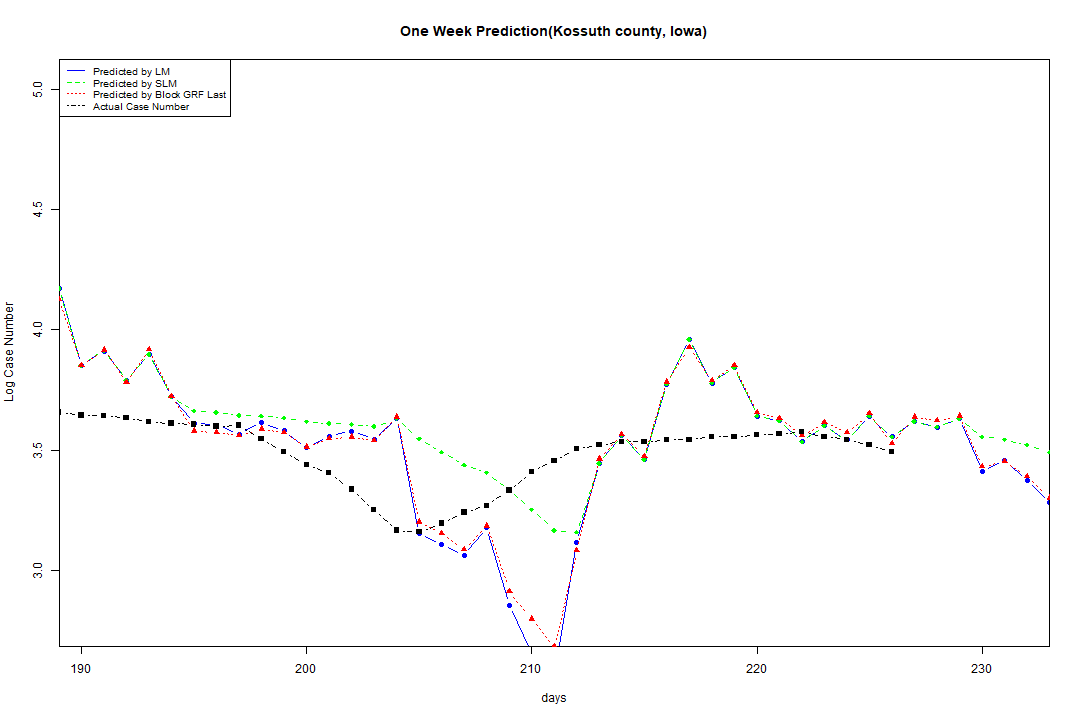 One Week Prediction(Kossuth county, Iowa)
Predicted by LM
Predicted by SLM
Predicted by Block GRF Last
Actual Case Number
5.0
4.5
4.0
3.5
3.0
Log Case Number
190 200 210 220 230
days